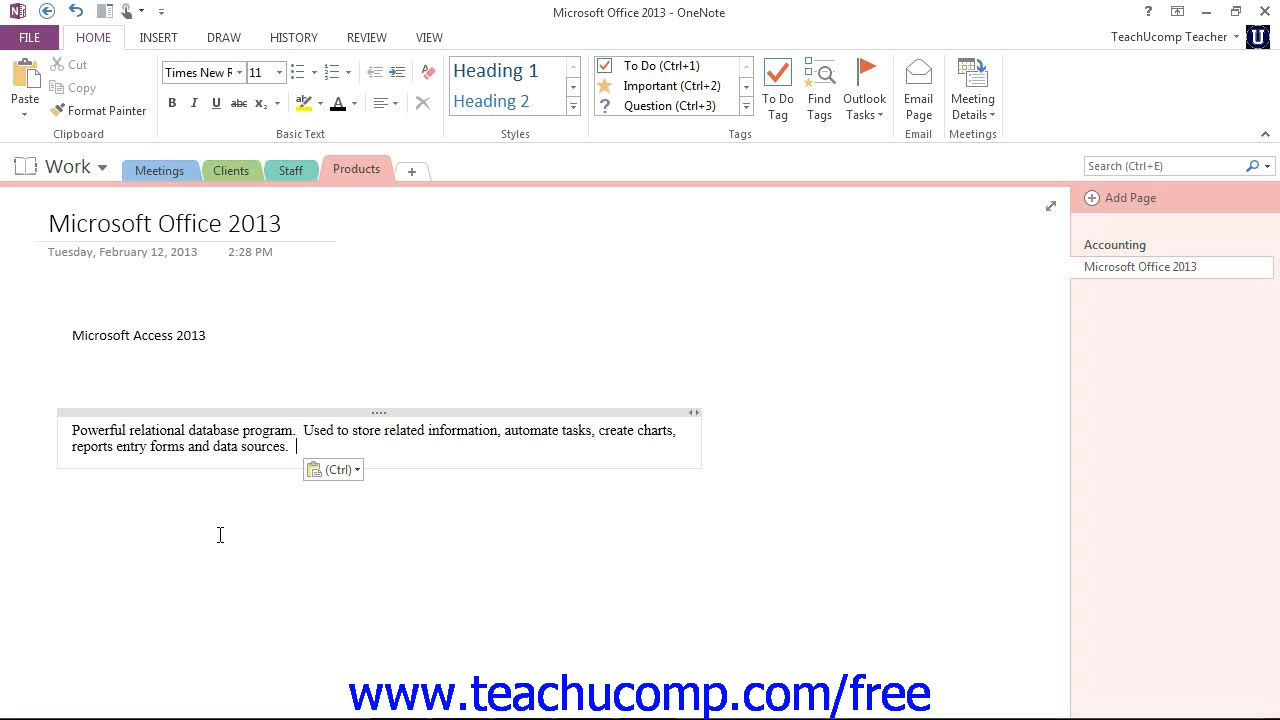 Microsoft Office 2013 - OneNote
?
FILE HOME INSERT DRAW HISTORY REVIEW VIEW
TeachUcomp Teacher
U
Paste
Cut
Copy
Format Painter
Clipboard
Times New R 11
B I U abc X₂ ab A
Basic Text
Heading 1
Heading 2
Styles
To Do (Ctrl+1)
Important (Ctrl+2)
? Question (Ctrl+3)
To Do Tag
Find Tags
Outlook Tasks
Tags
Email Page
Email
Meeting Details
Meetings
Work Meetings Clients Staff Products +
Search (Ctrl+E)
Microsoft Office 2013
Tuesday, February 12, 2013 2:28 PM
Add Page
Accounting
Microsoft Office 2013
Microsoft Access 2013
Powerful relational database program. Used to store related information, automate tasks, create charts,
reports entry forms and data sources.
(Ctrl)
www.teachucomp.com/free